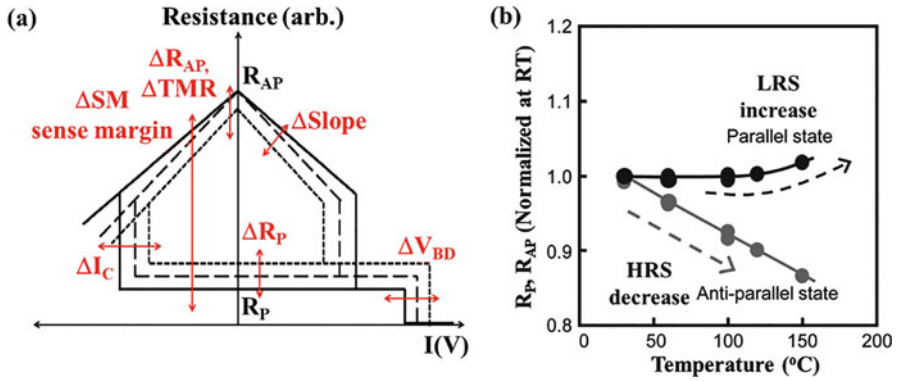 (a)
Resistance (arb.)
ΔR_AP,
ΔTMR
R_AP
ΔSM
sense margin
ΔSlope
ΔR_P
ΔV_BD
ΔI_C
R_P
I(V)
(b)
R_P, R_AP (Normalized at RT)
1.2
1.1
1.0
0.9
0.8
LRS
increase
Parallel state
HRS
decrease
Anti-parallel state
0 50 100 150 200
Temperature (°C)